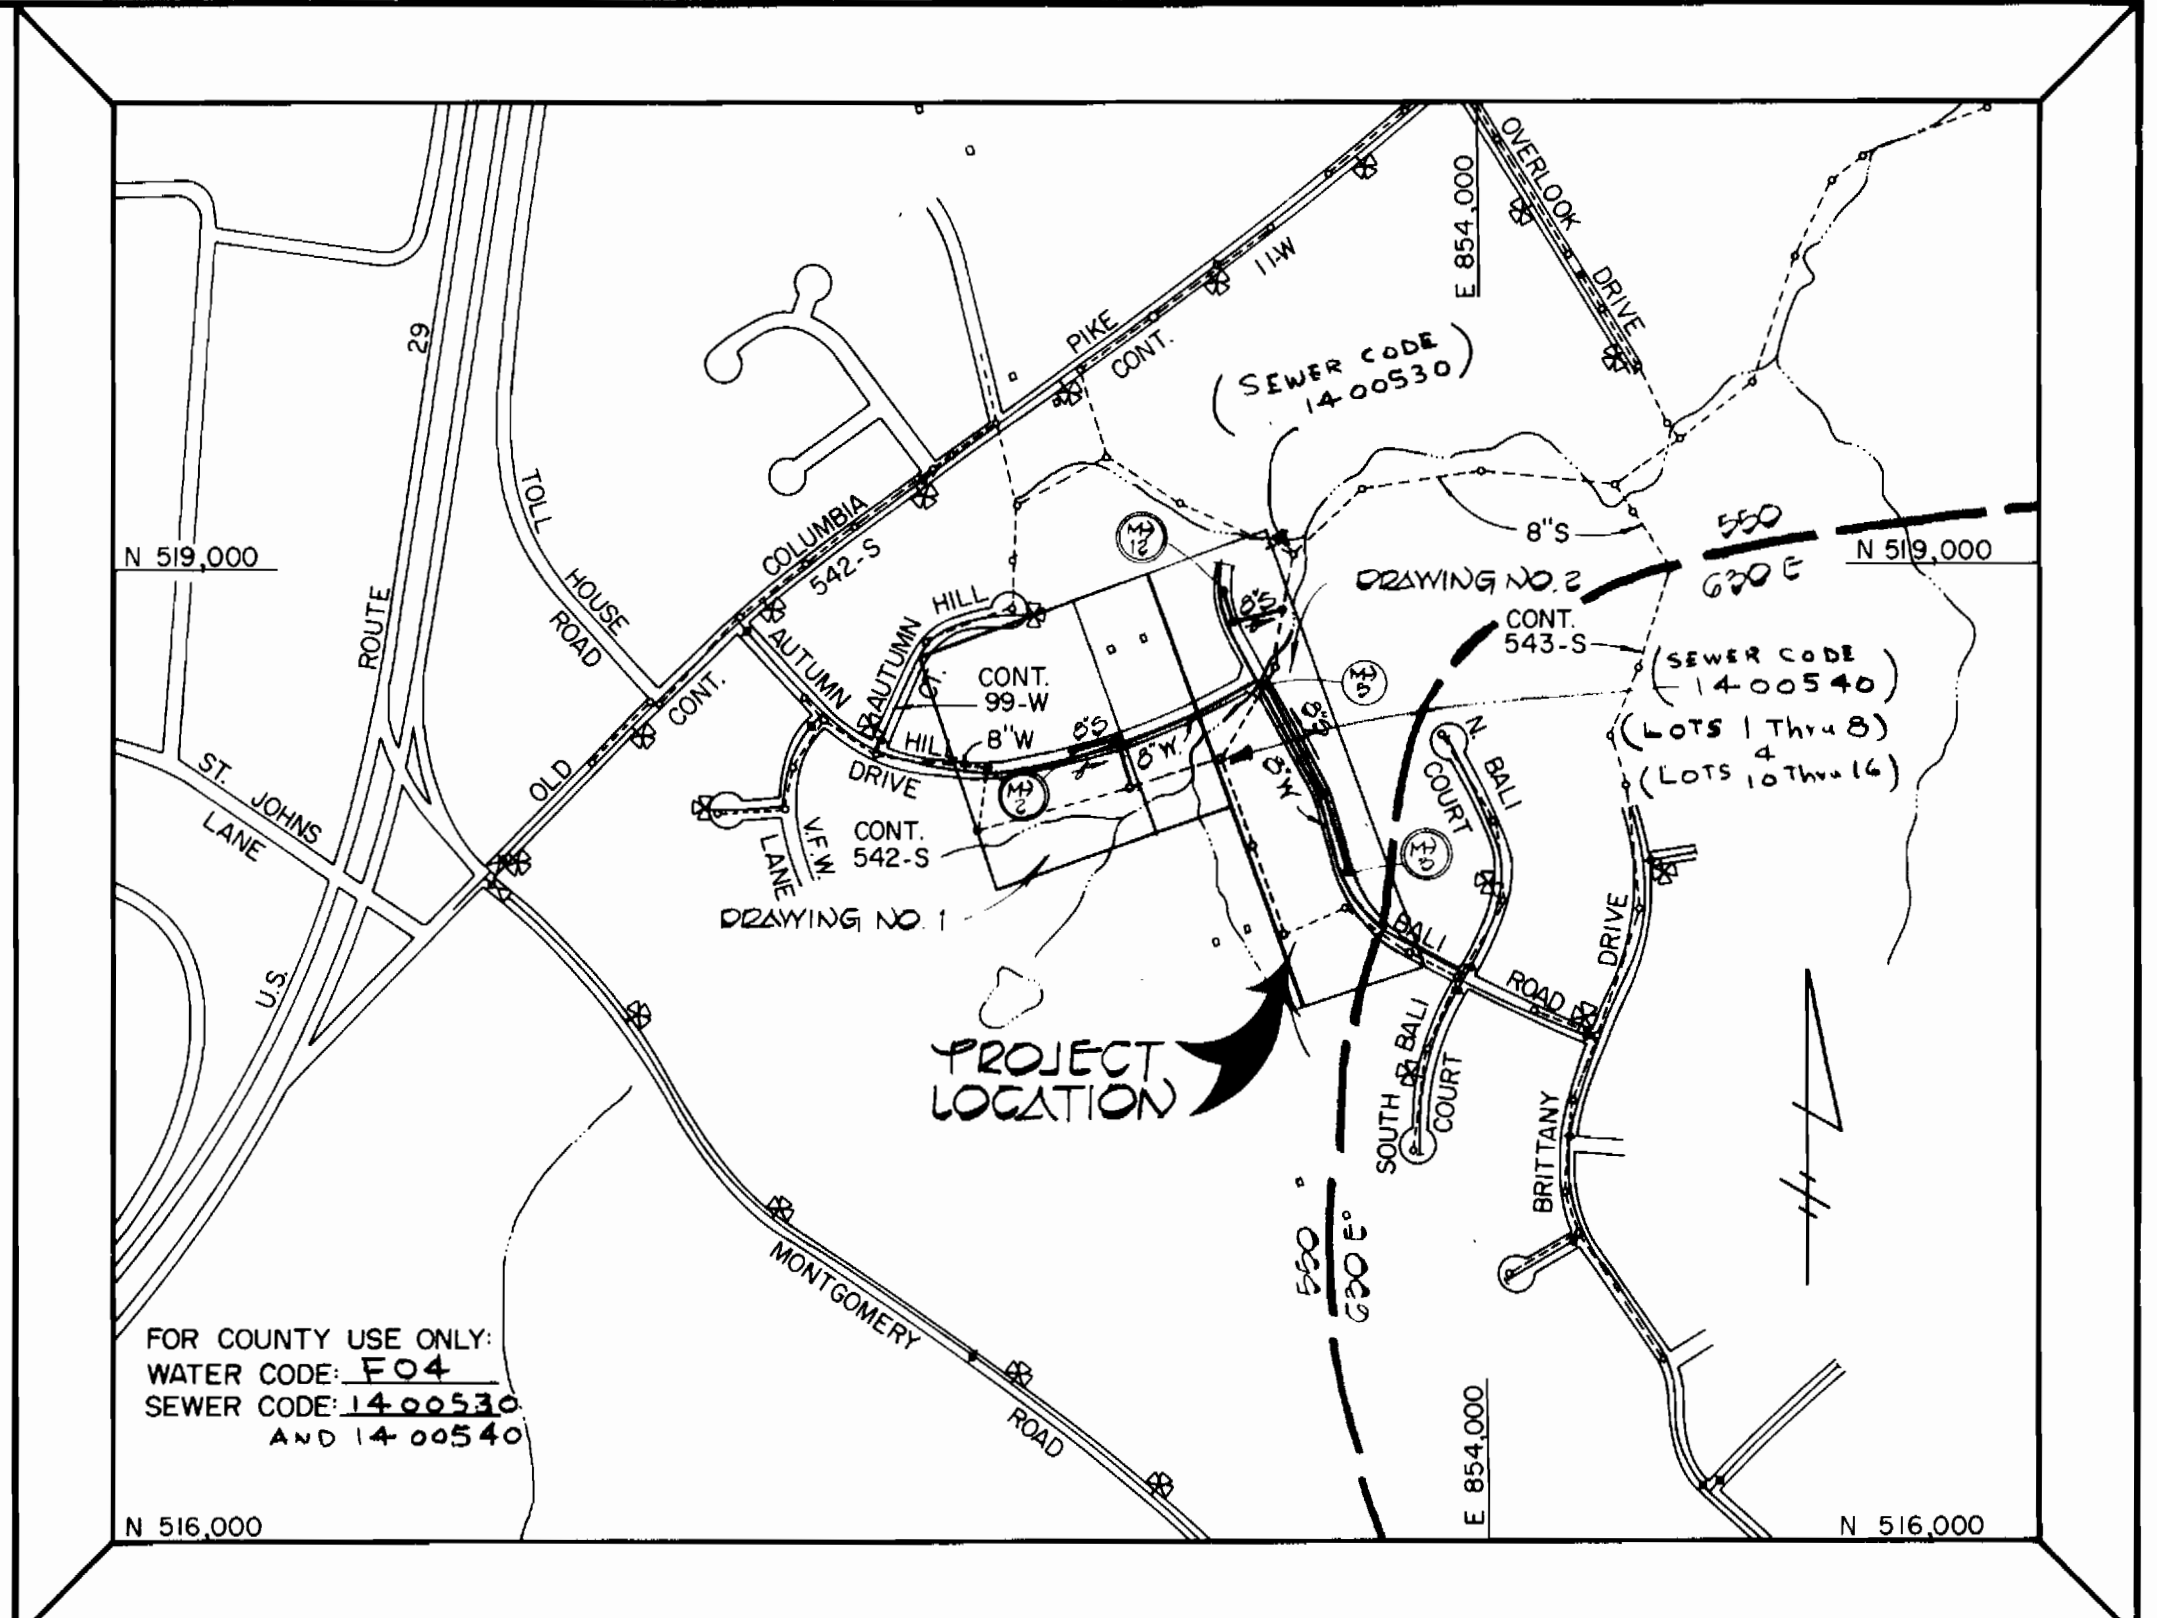 OVERLOOK DRIVE
E 854,000
29
PIKE
CONT. 11-W
(SEWER CODE
1400530)
TOLL HOUSE ROAD
COLUMBIA
542-S
MH 12
8"S
550
630 E
N 519,000
N 519,000
DRAWING NO. 2
CONT.
543-S
(SEWER CODE
1400540)
(LOTS 1 Thru 8)
&
(LOTS 10 Thru 16)
ROUTE
AUTUMN HILL
CT.
8"S
AUTUMN
HILL
DRIVE
CONT.
99-W
8"W
8"S
8"W
MH 5
8"S
8"W
MH 2
CONT.
OLD
ST. JOHNS
LANE
V.F.W.
LANE
CONT.
542-S
DRAWING NO. 1
N. BALI
COURT
MH 3
BALI
ROAD
DRIVE
U.S.
PROJECT
LOCATION
SOUTH BALI
COURT
BRITTANY
550
630 E
MONTGOMERY
ROAD
FOR COUNTY USE ONLY:
WATER CODE: F04
SEWER CODE: 1400530
AND 1400540
E 854,000
N 516,000
N 516,000